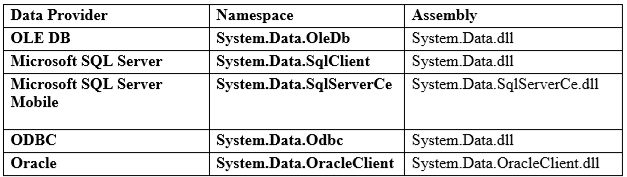 Data Provider Namespace Assembly
OLE DB System.Data.OleDb System.Data.dll
Microsoft SQL Server System.Data.SqlClient System.Data.dll
Microsoft SQL Server System.Data.SqlServerCe System.Data.SqlServerCe.dll
Mobile
ODBC System.Data.Odbc System.Data.dll
Oracle System.Data.OracleClient System.Data.OracleClient.dll